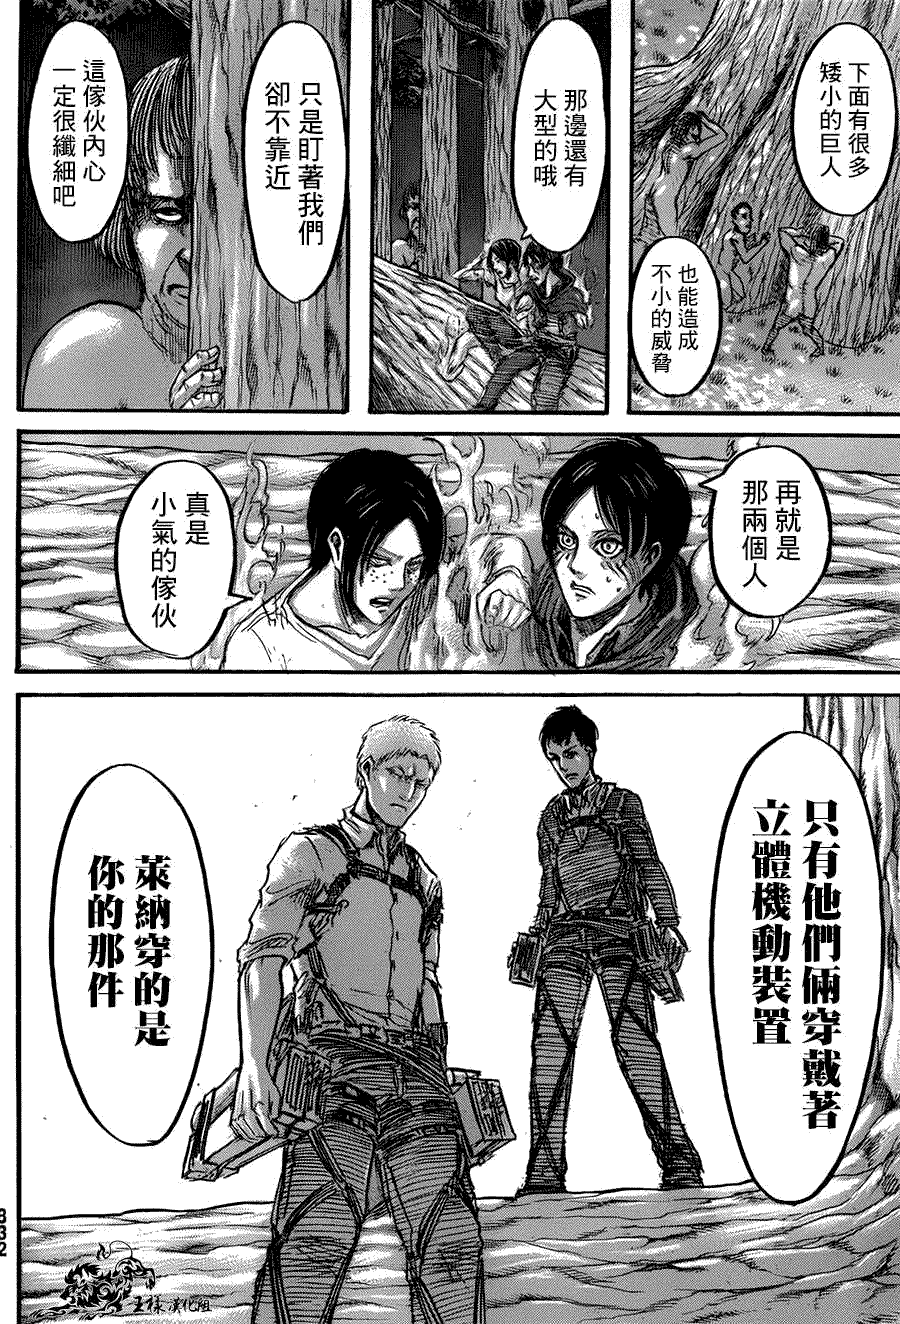 下面有很多
矮小的巨人
也能造成
不小的威脅
那邊還有
大型的哦
只是盯著我們
卻不靠近
這傢伙內心
一定很纖細吧
再就是
那兩個人
真是
小氣的傢伙
只有他們倆穿戴著
立體機動裝置
萊納穿的是
你的那件
832
王様漢化組